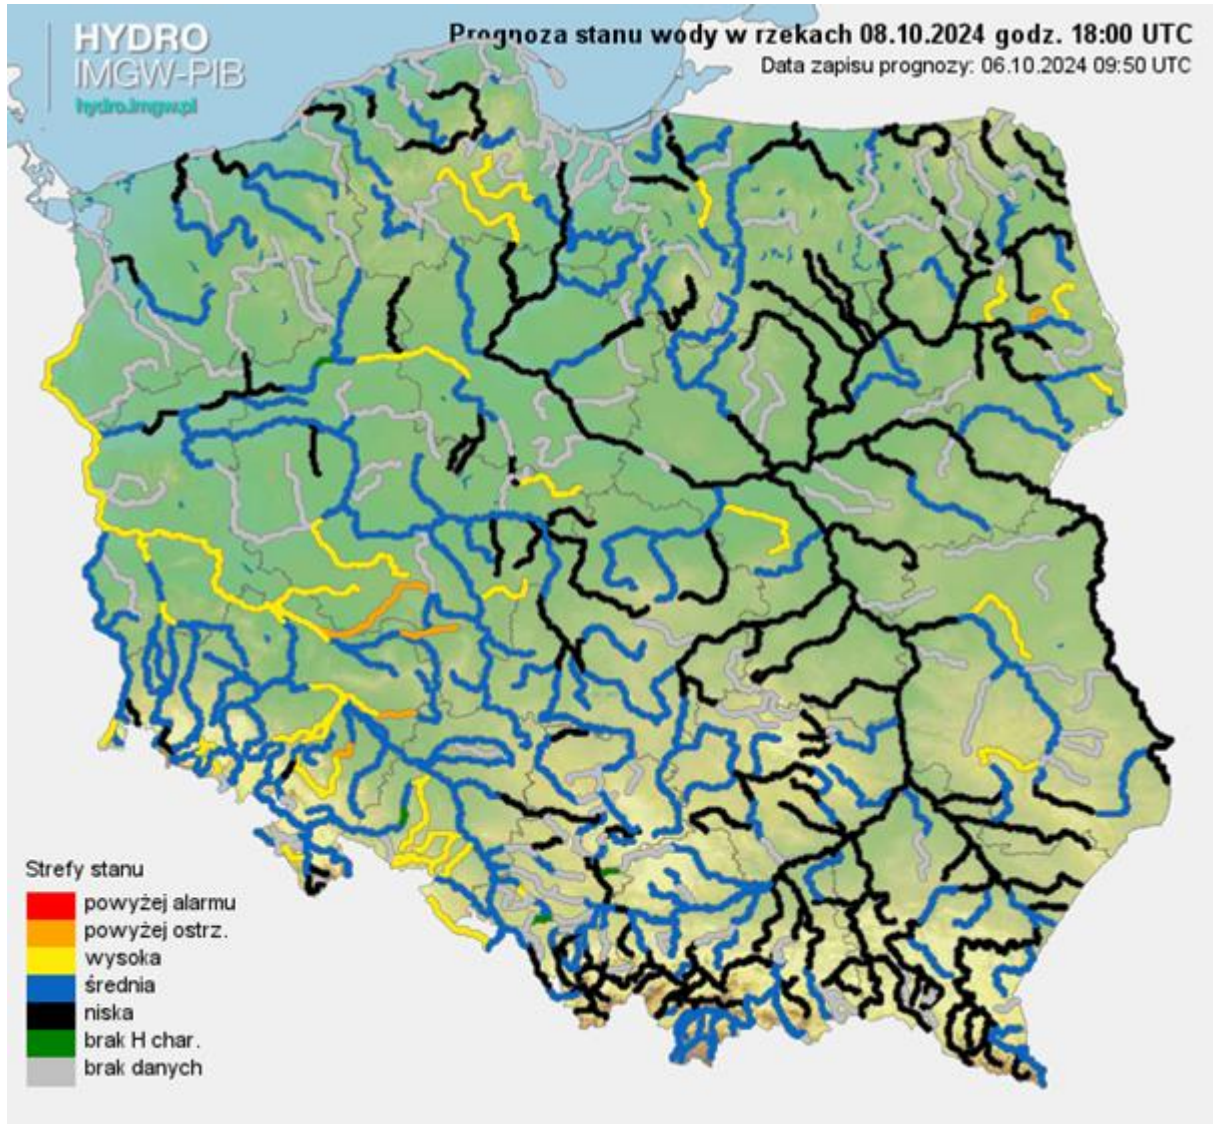 HYDRO
IMGW-PIB
hydro.imgw.pl
Prognoza stanu wody w rzekach 08.10.2024 godz. 18:00 UTC
Data zapisu prognozy: 06.10.2024 09:50 UTC
Strefy stanu
powyżej alarmu
powyżej ostrz.
wysoka
średnia
niska
brak H char.
brak danych